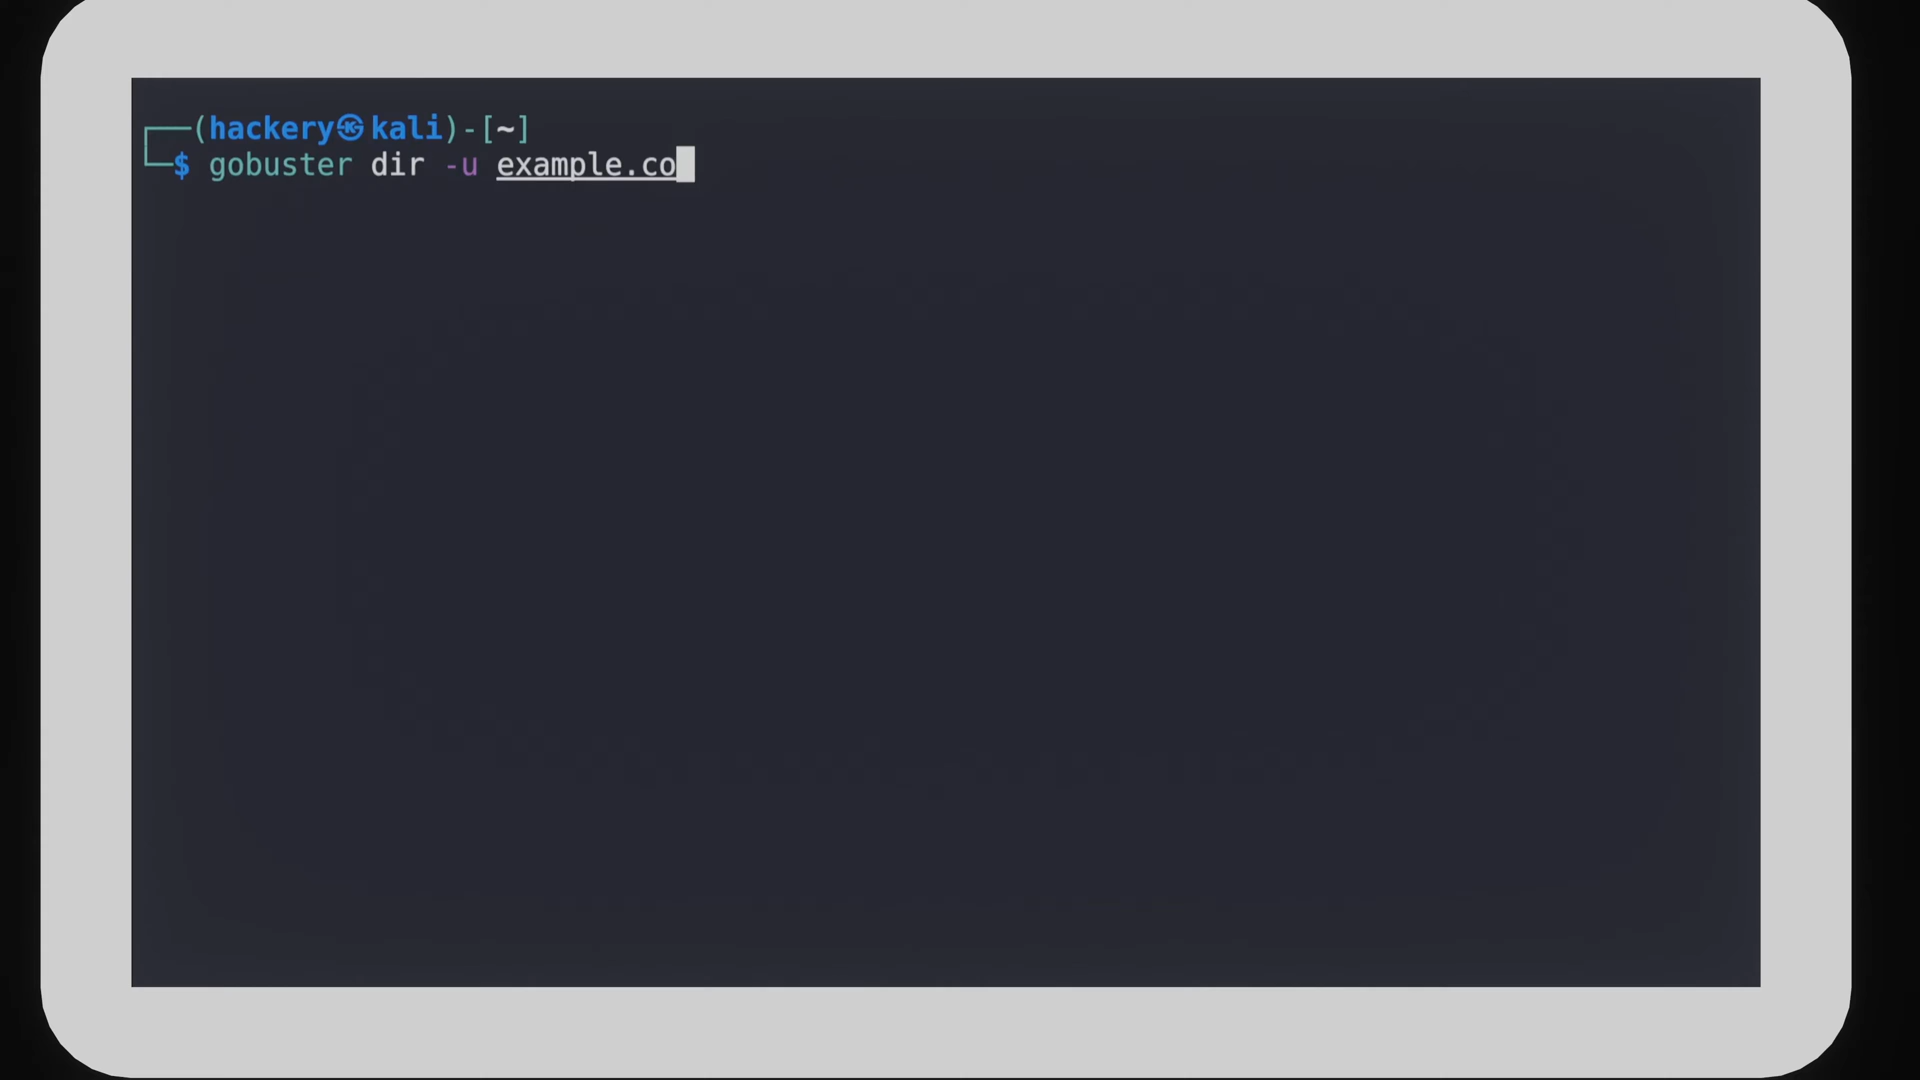 ┌──(hackery㉿kali)-[~]
└─$ gobuster dir -u example.co